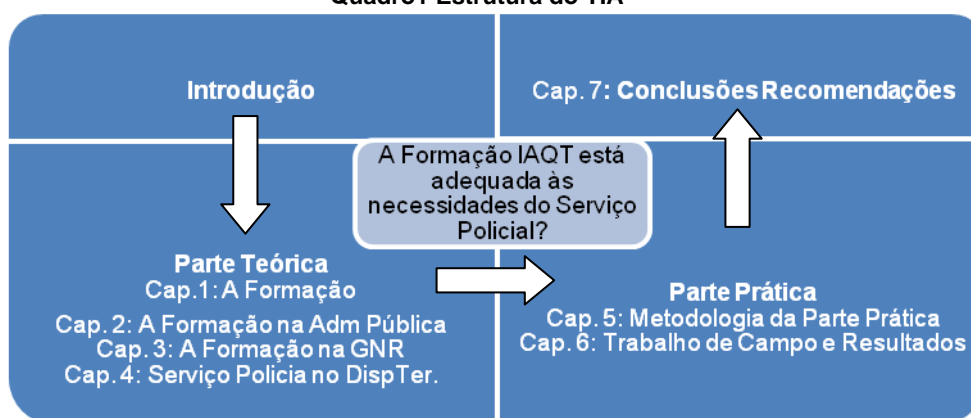 Introdução
Cap. 7: Conclusões Recomendações
A Formação IAQT está
adequada às
necessidades do Serviço
Policial?
Parte Teórica
Cap.1: A Formação
Cap. 2: A Formação na Adm Pública
Cap. 3: A Formação na GNR
Cap. 4: Serviço Policia no DispTer.
Parte Prática
Cap. 5: Metodologia da Parte Prática
Cap. 6: Trabalho de Campo e Resultados